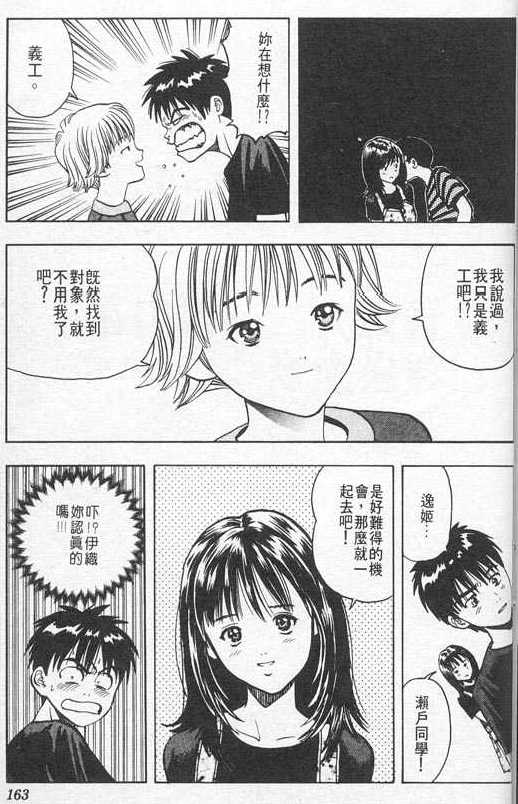 妳在想什麼!?
義工。
我說過，
我只是義
工吧!?
既然找到
對象，就
不用我了
吧？
逸姬…
瀨戶同學！
是好難得的機
會，那麼就一
起去吧！
吓!?伊織
妳認眞的
嗎!!!
163